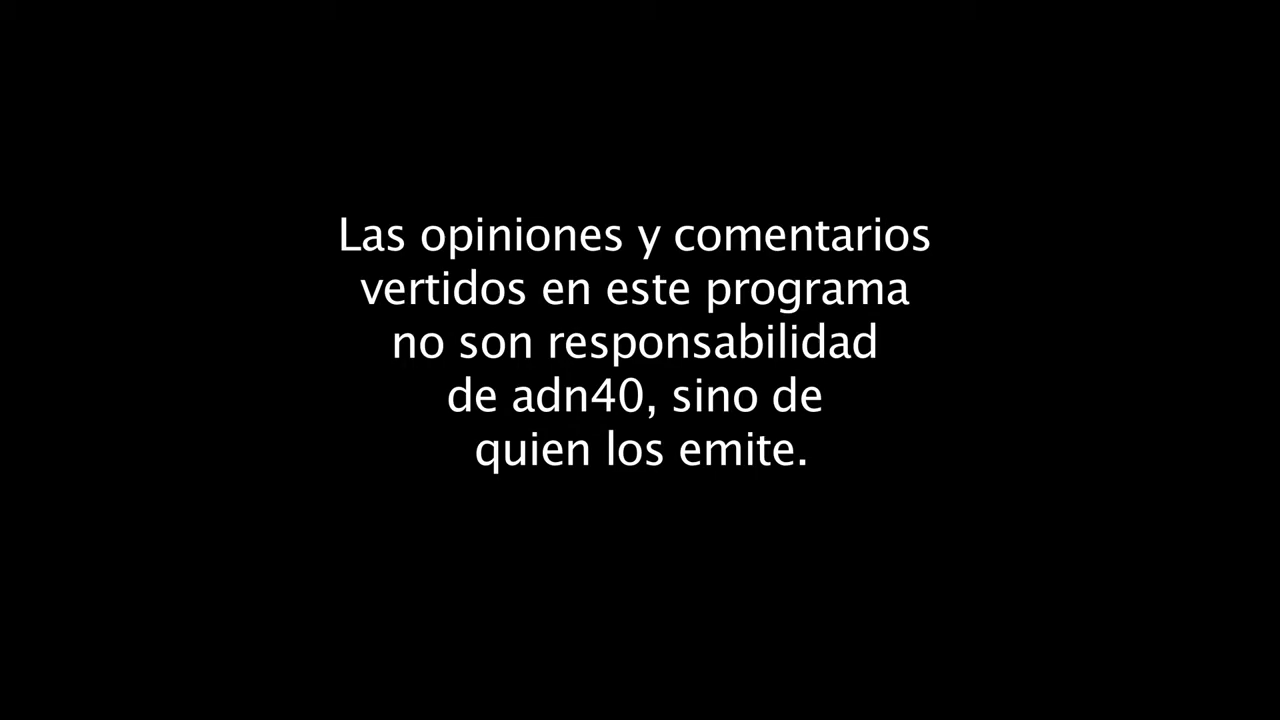 Las opiniones y comentarios
vertidos en este programa
no son responsabilidad
de adn40, sino de
quien los emite.